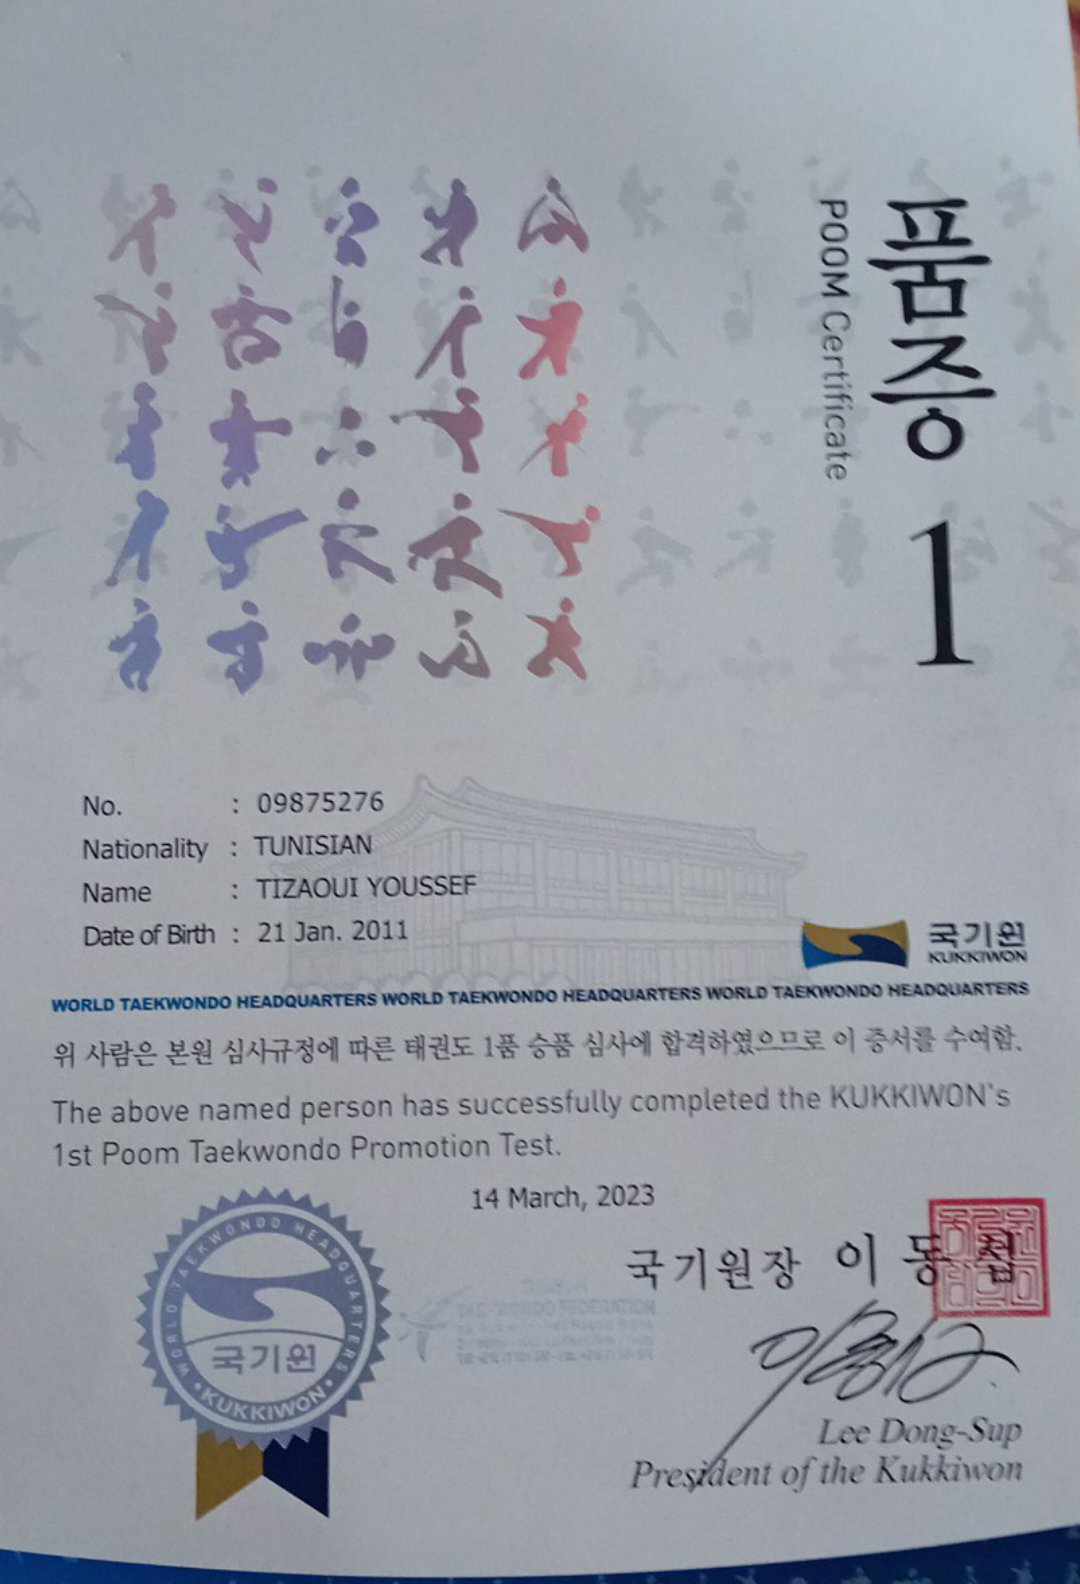 품증
POOM Certificate
1
No. : 09875276
Nationality : TUNISIAN
Name : TIZAOUI YOUSSEF
Date of Birth : 21 Jan. 2011
국기원
KUKKIWON
WORLD TAEKWONDO HEADQUARTERS WORLD TAEKWONDO HEADQUARTERS WORLD TAEKWONDO HEADQUARTERS
위 사람은 본원 심사규정에 따른 태권도 1품 승품 심사에 합격하였으므로 이 증서를 수여함.
The above named person has successfully completed the KUKKIWON's
1st Poom Taekwondo Promotion Test.
14 March, 2023
국기원장 이 동 섭
WORLD TAEKWONDO HEADQUARTERS
국기원
KUKKIWON
Lee Dong-Sup
President of the Kukkiwon